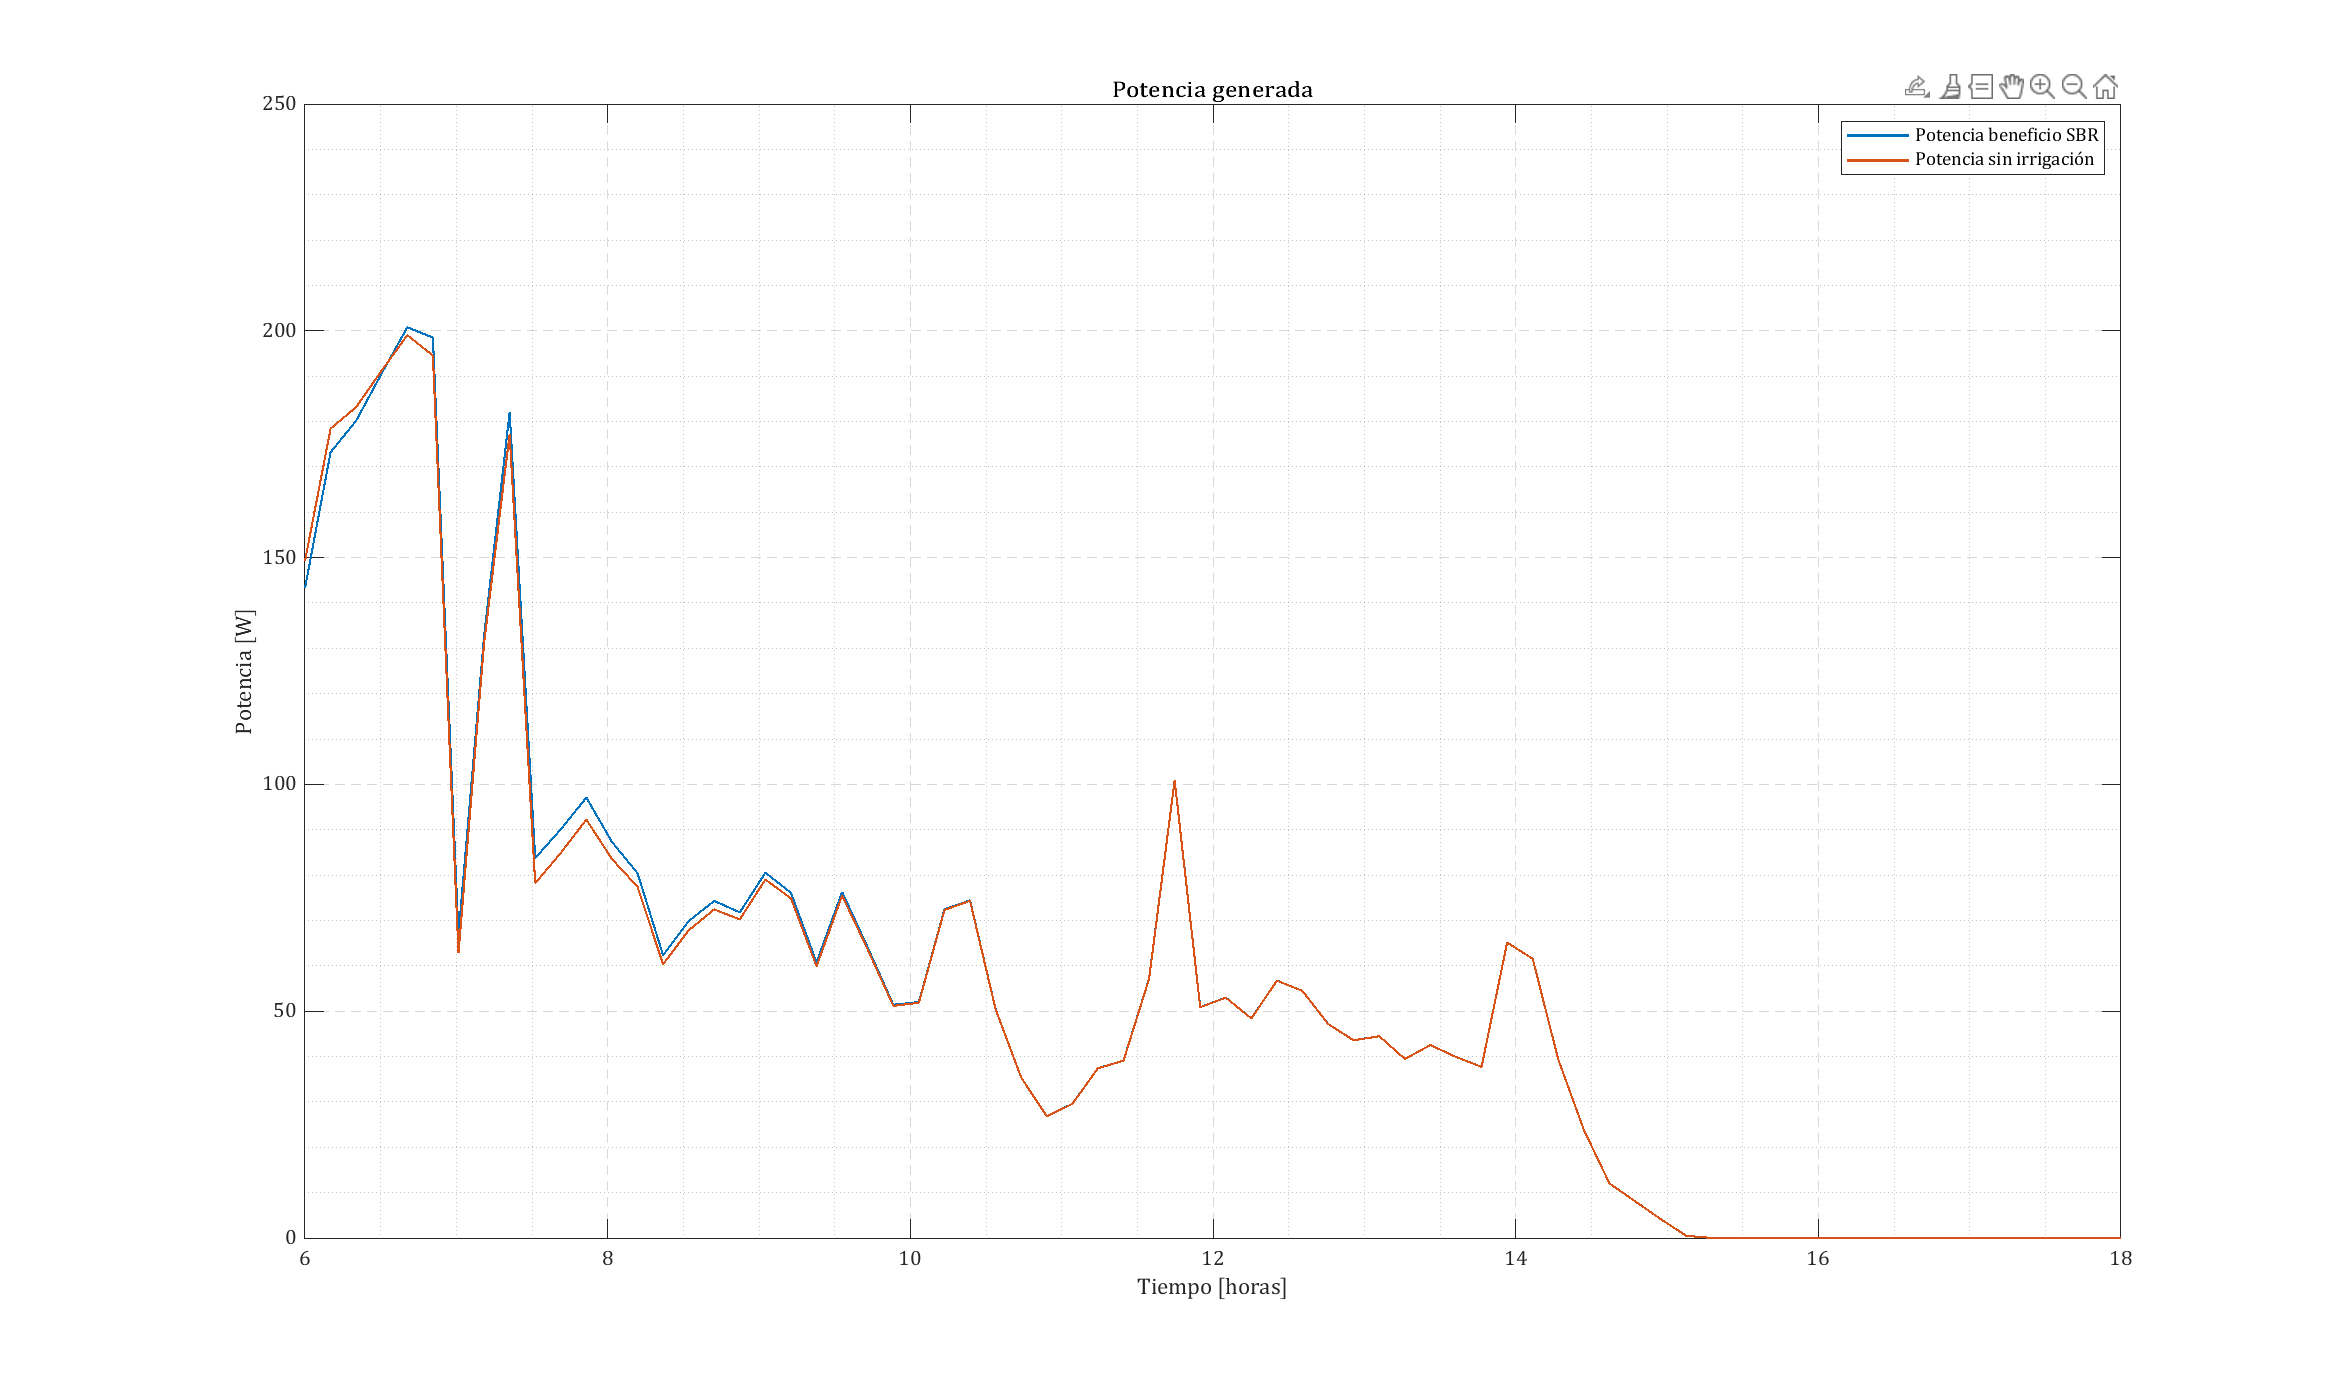 Potencia generada
250
200
150
100
50
0
Potencia [W]
6
8
10
12
14
16
18
Tiempo [horas]
Potencia beneficio SBR
Potencia sin irrigación